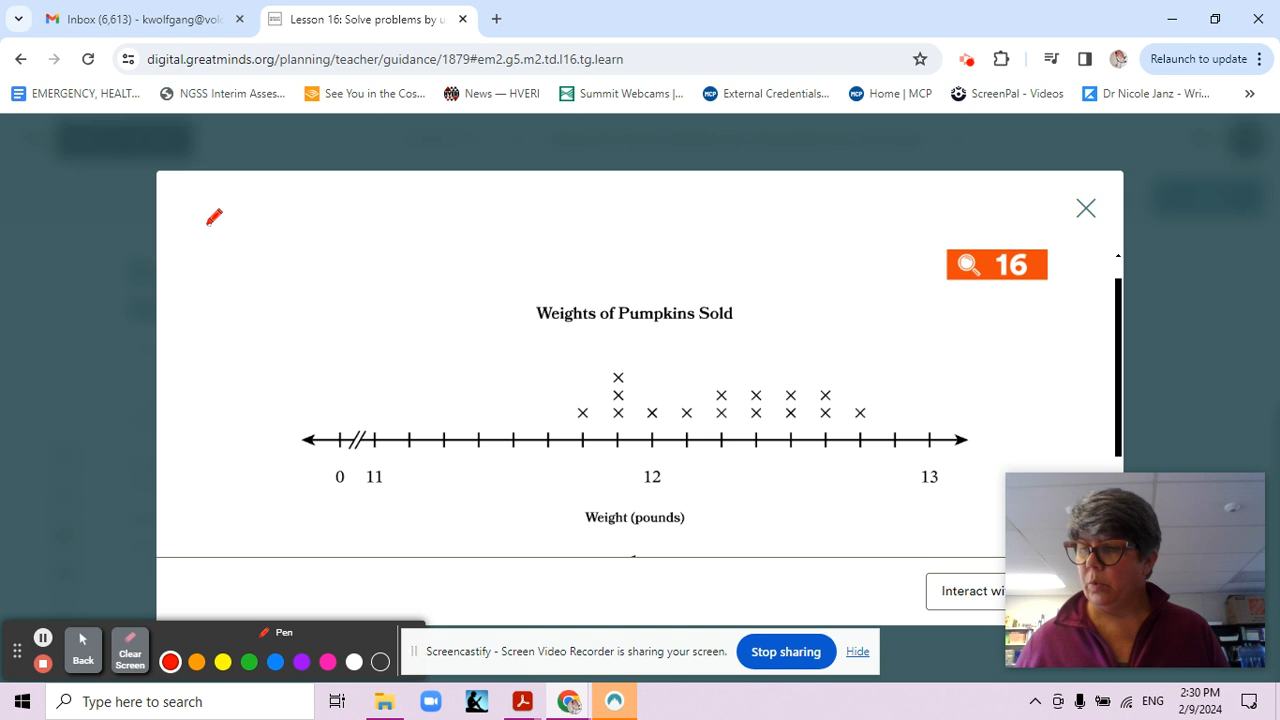 Inbox (6,613) - kwolfgang@volc
Lesson 16: Solve problems by u
digital.greatminds.org/planning/teacher/guidance/1879#em2.g5.m2.td.l16.tg.learn
Relaunch to update
EMERGENCY, HEALT...
NGSS Interim Asses...
See You in the Cos...
News — HVERI
Summit Webcams |...
MCP External Credentials...
MCP Home | MCP
ScreenPal - Videos
Dr Nicole Janz – Wri...
16
Weights of Pumpkins Sold
0 11 12 13
Weight (pounds)
Interact wi
Pen
Back
Clear Screen
Screencastify - Screen Video Recorder is sharing your screen.
Stop sharing
Hide
Type here to search
ENG
2:30 PM
2/9/2024